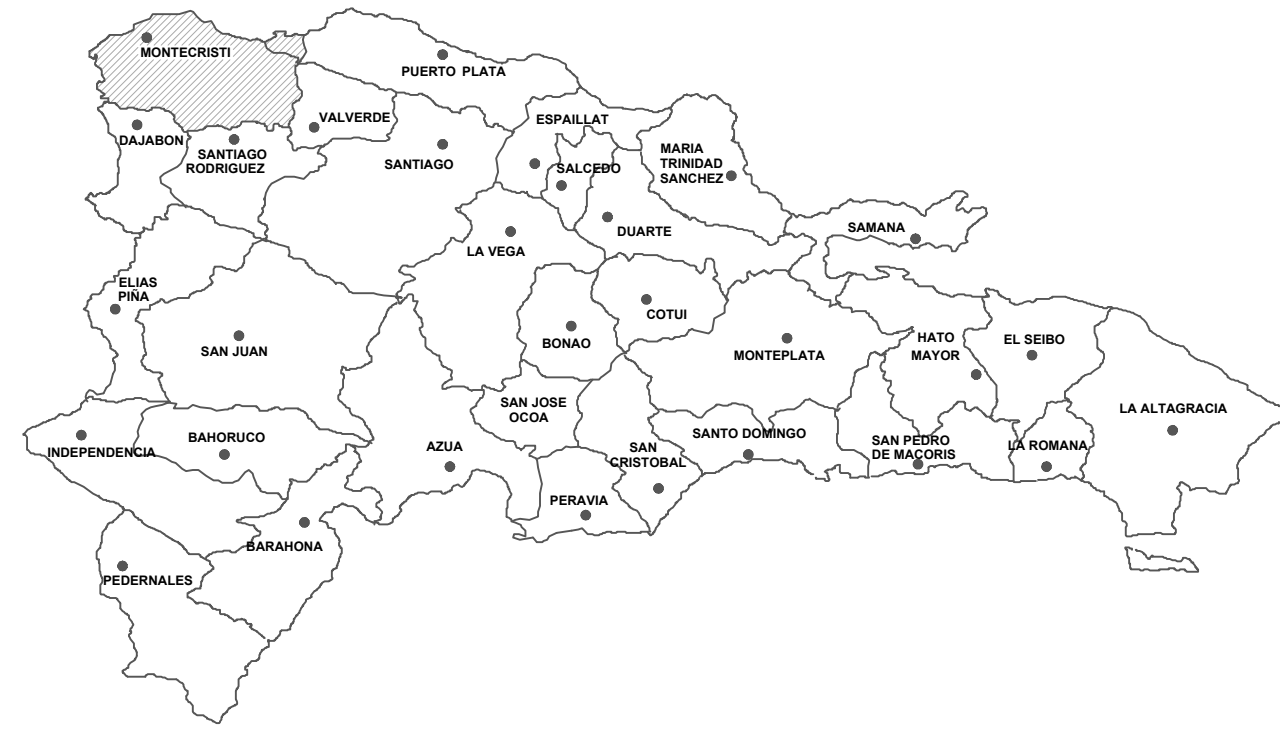 MONTECRISTI
PUERTO PLATA
VALVERDE
ESPAILLAT
DAJABON
SANTIAGO
RODRIGUEZ
SANTIAGO
SALCEDO
MARIA
TRINIDAD
SANCHEZ
SAMANA
DUARTE
LA VEGA
ELIAS
PIÑA
COTUI
SAN JUAN
BONAO
MONTEPLATA
HATO
MAYOR
EL SEIBO
SAN JOSE
OCOA
LA ALTAGRACIA
BAHORUCO
INDEPENDENCIA
AZUA
SAN
CRISTOBAL
SANTO DOMINGO
SAN PEDRO
DE MACORIS
LA ROMANA
PERAVIA
BARAHONA
PEDERNALES